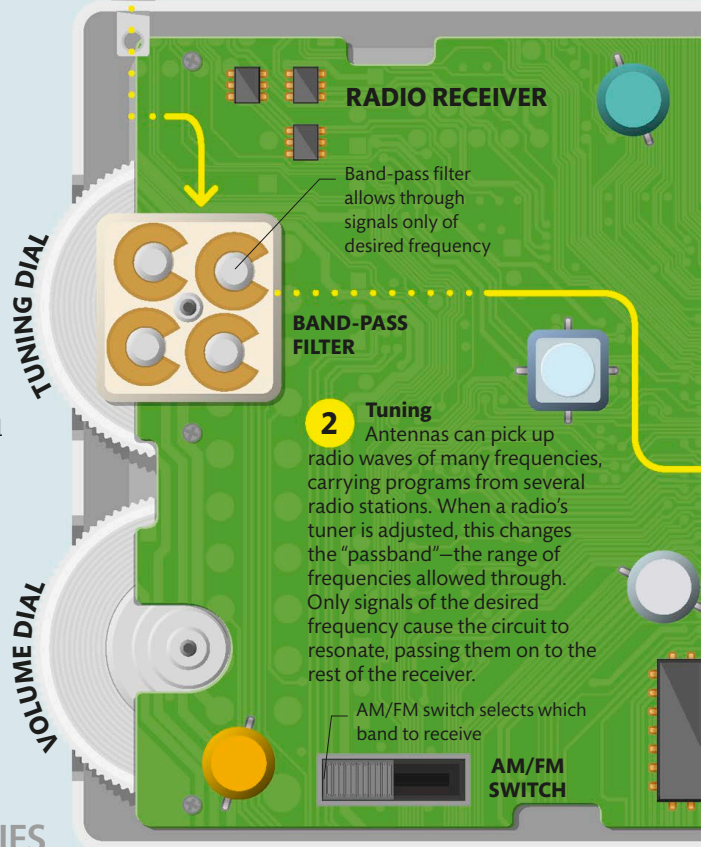 RADIO RECEIVER
Band-pass filter
allows through
signals only of
desired frequency
TUNING DIAL
BAND-PASS
FILTER
2
Tuning
Antennas can pick up
radio waves of many frequencies,
carrying programs from several
radio stations. When a radio's
tuner is adjusted, this changes
the "passband"—the range of
frequencies allowed through.
Only signals of the desired
frequency cause the circuit to
resonate, passing them on to the
rest of the receiver.
VOLUME DIAL
AM/FM switch selects which
band to receive
AM/FM
SWITCH